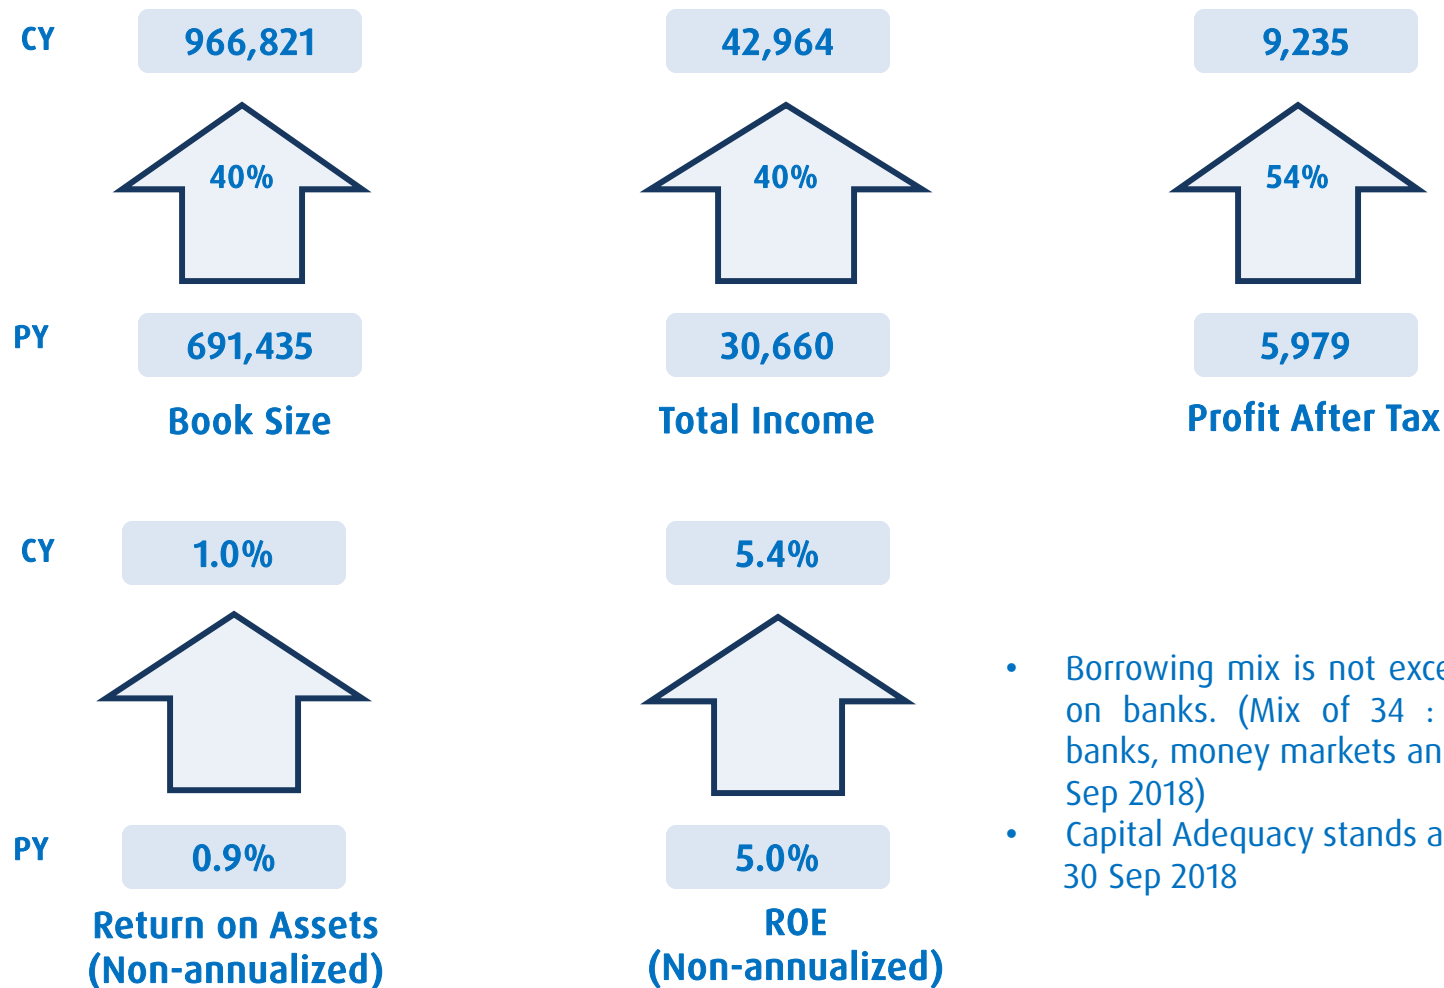 CY
966,821
42,964
9,235
40%
40%
54%
PY
691,435
30,660
5,979
Book Size
Total Income
Profit After Tax
CY
1.0%
5.4%
PY
0.9%
5.0%
Return on Assets
(Non-annualized)
ROE
(Non-annualized)
• Borrowing mix is not
on banks. (Mix of 34 :
banks, money markets
Sep 2018)
• Capital Adequacy stands
30 Sep 2018